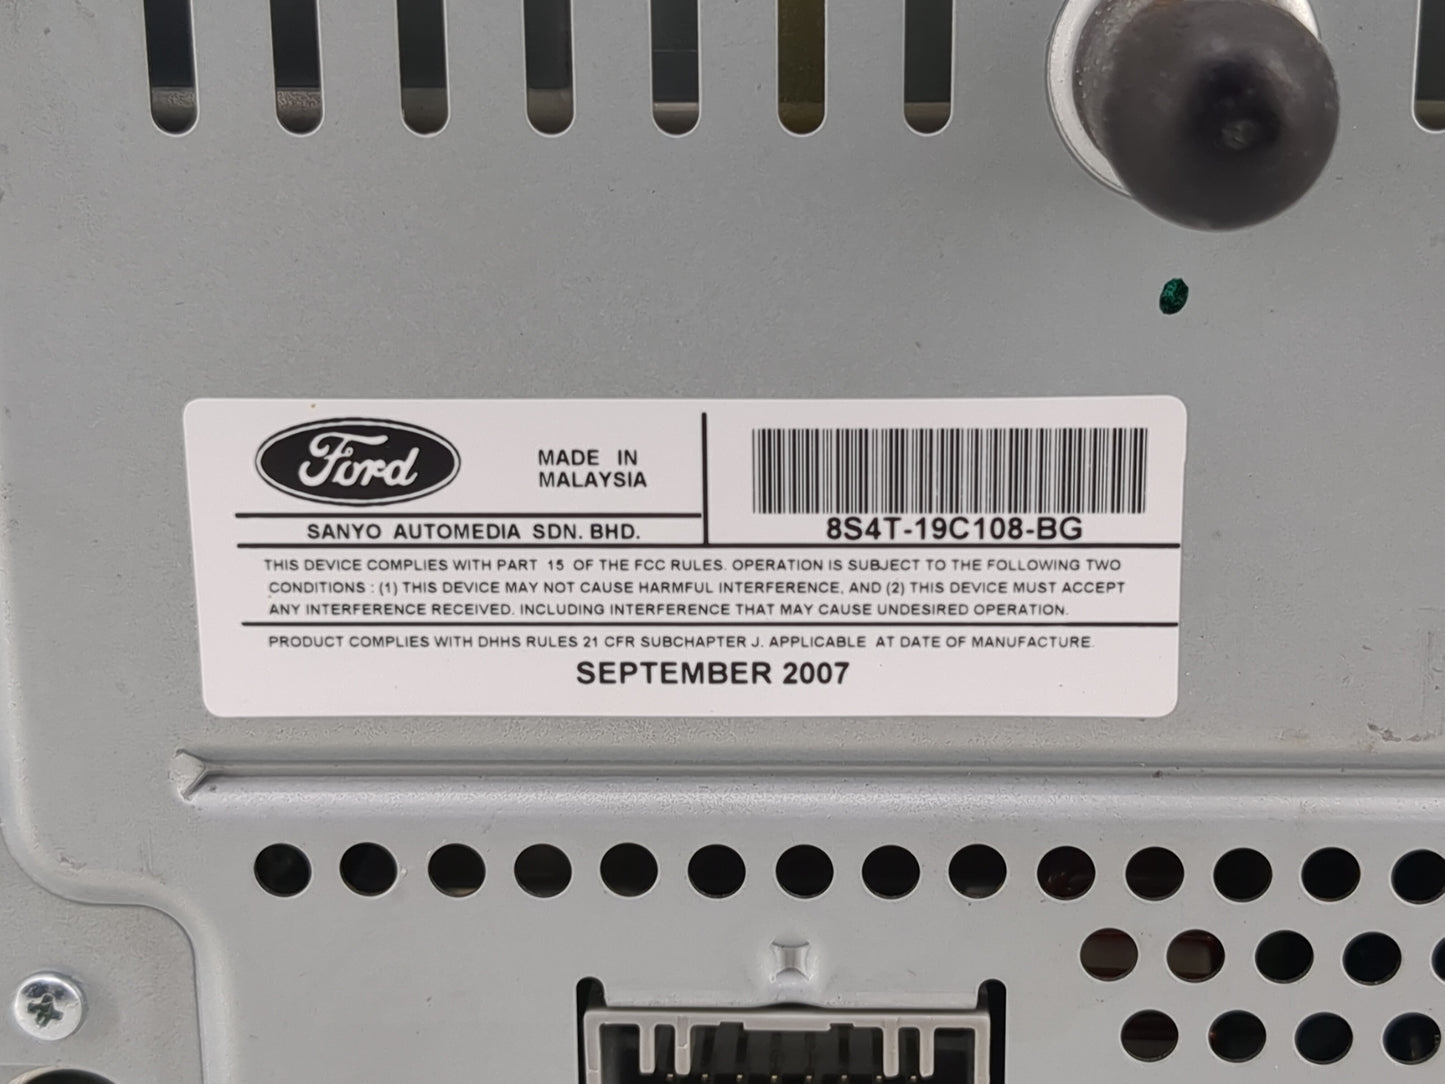 Ford
MADE IN
MALAYSIA
SANYO AUTOMEDIA SDN. BHD.
8S4T-19C108-BG
THIS DEVICE COMPLIES WITH PART 15 OF THE FCC RULES. OPERATION IS SUBJECT TO THE FOLLOWING TWO
CONDITIONS : (1) THIS DEVICE MAY NOT CAUSE HARMFUL INTERFERENCE, AND (2) THIS DEVICE MUST ACCEPT
ANY INTERFERENCE RECEIVED. INCLUDING INTERFERENCE THAT MAY CAUSE UNDESIRED OPERATION.
PRODUCT COMPLIES WITH DHHS RULES 21 CFR SUBCHAPTER J. APPLICABLE AT DATE OF MANUFACTURE.
SEPTEMBER 2007